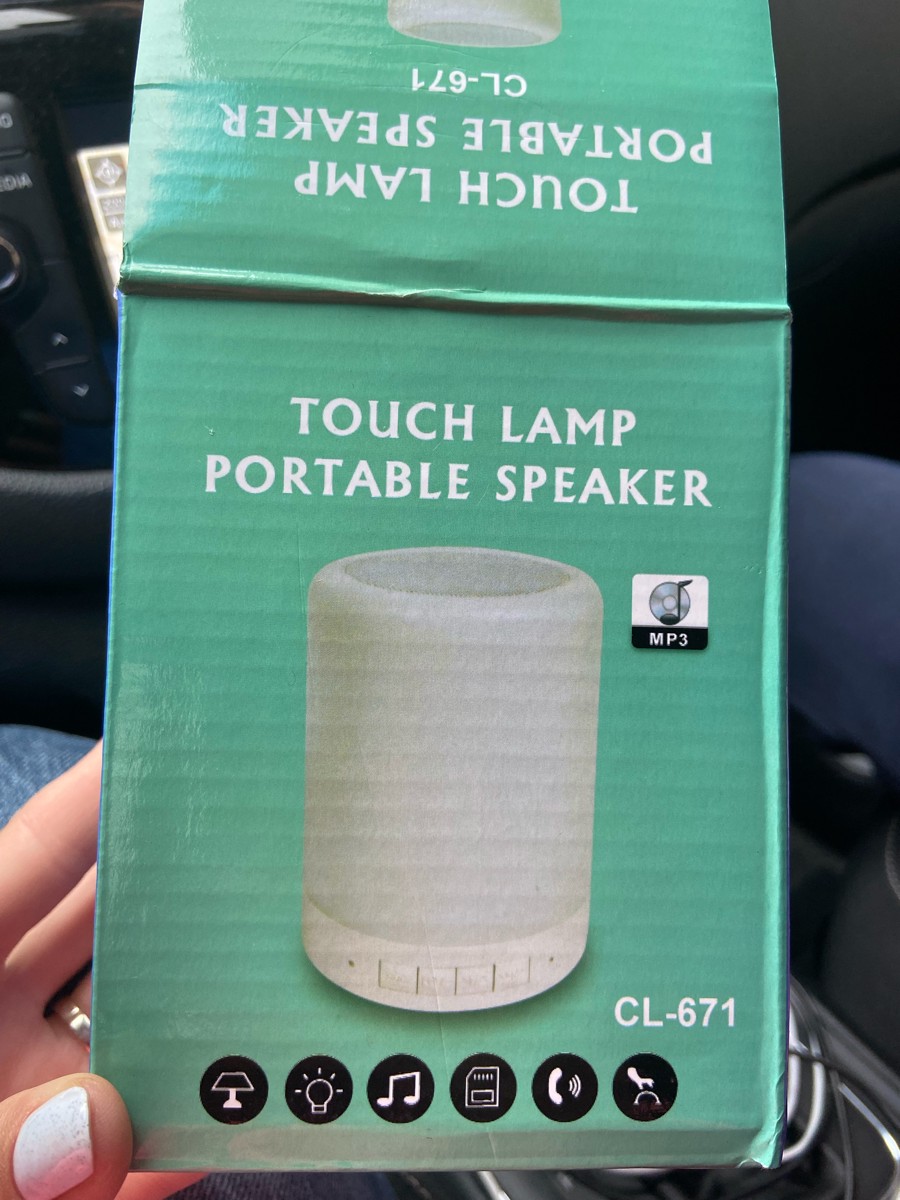 CL-671
PORTABLE SPEAKER
TOUCH LAMP
TOUCH LAMP
PORTABLE SPEAKER
MP3
CL-671